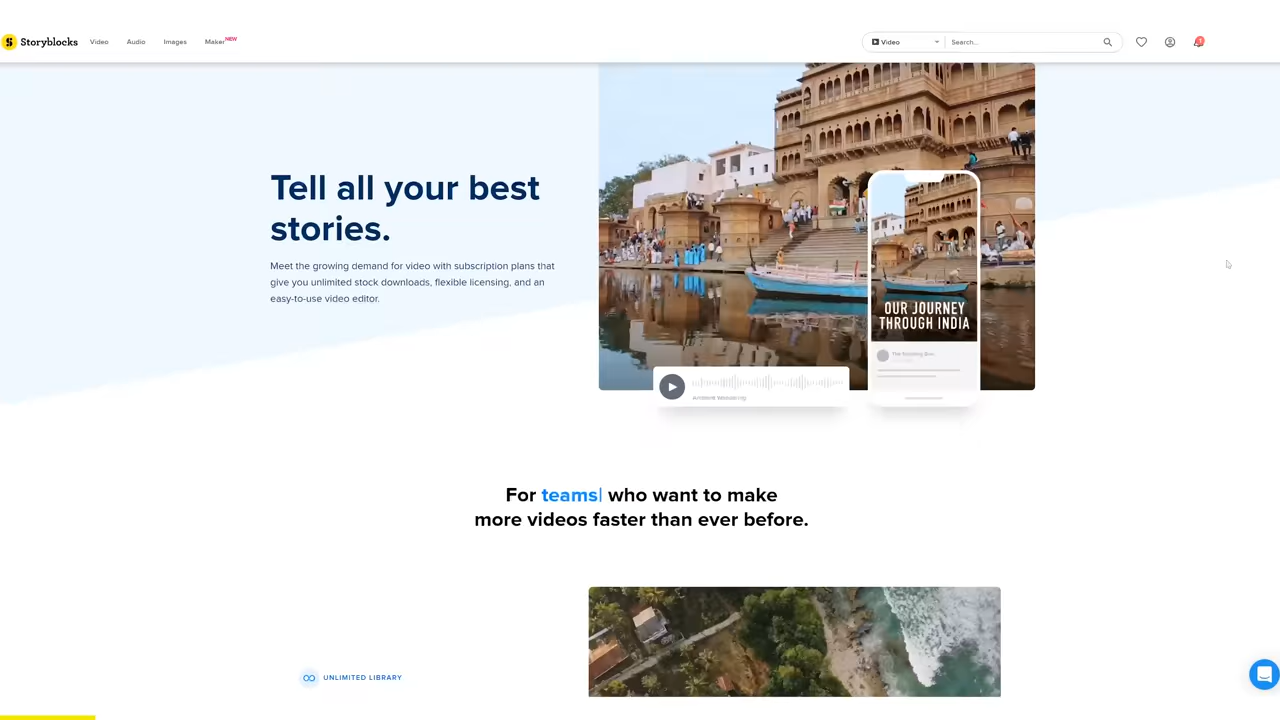 Storyblocks
Video
Audio
Images
Maker NEW
Video
Search...
1
Tell all your best
stories.
Meet the growing demand for video with subscription plans that
give you unlimited stock downloads, flexible licensing, and an
easy-to-use video editor.
OUR JOURNEY
THROUGH INDIA
For teams| who want to make
more videos faster than ever before.
UNLIMITED LIBRARY